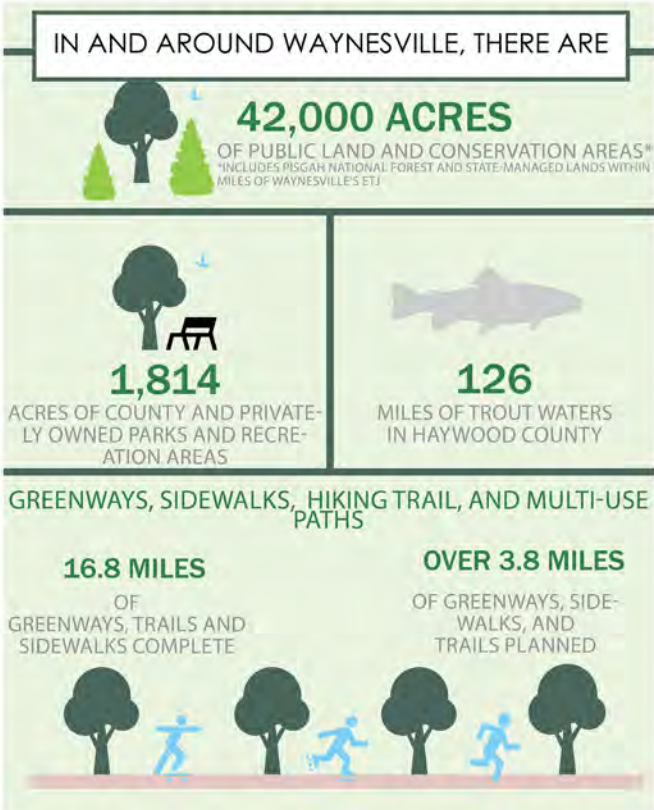 IN AND AROUND WAYNESVILLE, THERE ARE
42,000 ACRES
OF PUBLIC LAND AND CONSERVATION AREAS*
*INCLUDES PISGAH NATIONAL FOREST AND STATE-MANAGED LANDS WITHIN
MILES OF WAYNESVILLE'S ETJ
1,814
ACRES OF COUNTY AND PRIVATE-
LY OWNED PARKS AND RECRE-
ATION AREAS
126
MILES OF TROUT WATERS
IN HAYWOOD COUNTY
GREENWAYS, SIDEWALKS, HIKING TRAIL, AND MULTI-USE
PATHS
16.8 MILES
OF
GREENWAYS, TRAILS AND
SIDEWALKS COMPLETE
OVER 3.8 MILES
OF GREENWAYS, SIDE-
WALKS, AND
TRAILS PLANNED